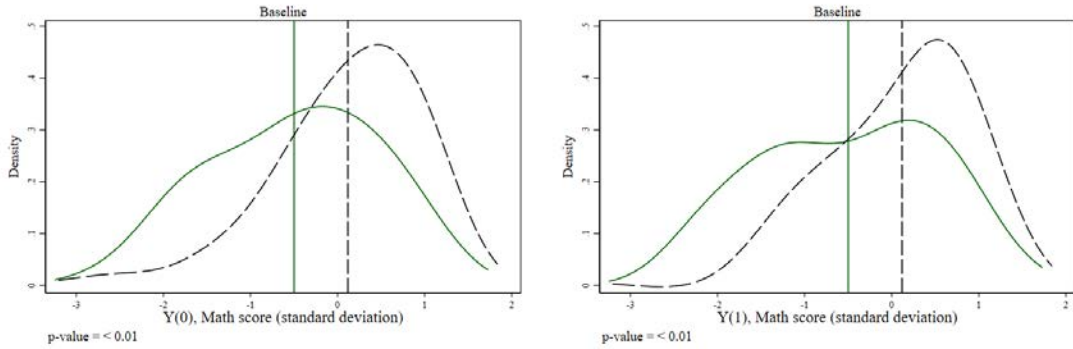 Baseline
.5
.4
.3
.2
.1
0
Density
-3 -2 -1 0 1 2
Y(0), Math score (standard deviation)
p-value = < 0.01
Baseline
.5
.4
.3
.2
.1
0
Density
-3 -2 -1 0 1 2
Y(1), Math score (standard deviation)
p-value = < 0.01